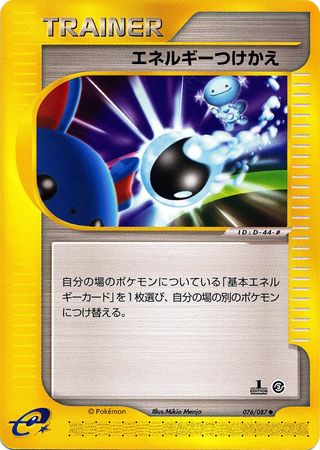 TRAINER
エネルギーつけかえ
ID:D-44-#
自分の場のポケモンについている「基本エネル
ギーカード」を1枚選び、自分の場の別のポケモン
につけ替える。
1
EDITION
© Pokémon Illus. Mikio Menjo 076/087